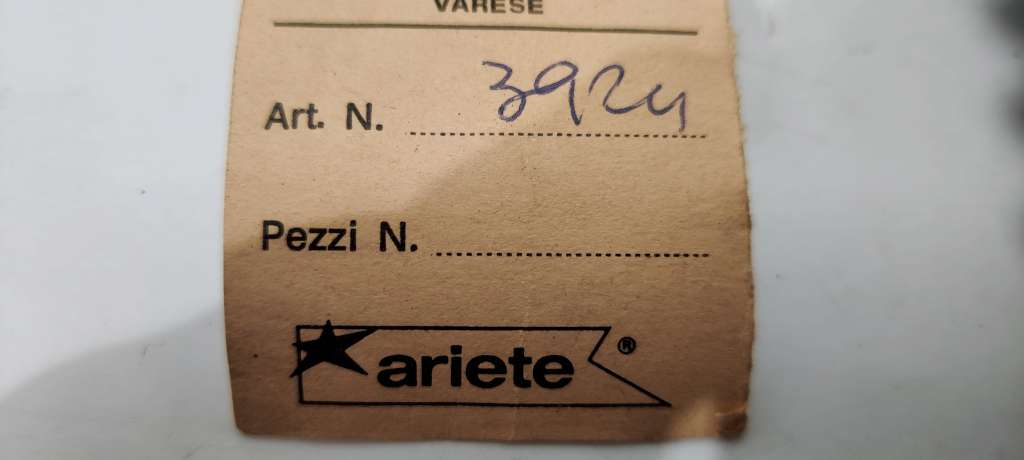 VARESE
Art. N. 3924
Pezzi N.
ariete ®